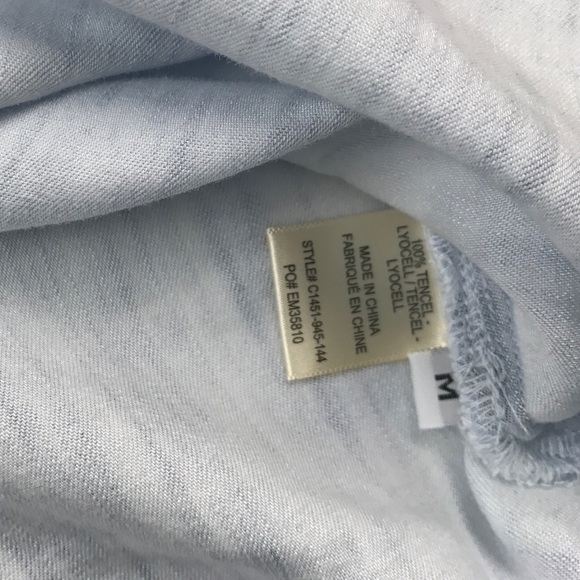 100% TENCEL -
LYOCELL / TENCEL -
LYOCELL
MADE IN CHINA
FABRIQUÉ EN CHINE
STYLE# C1451-945-144
PO# EM35810
M